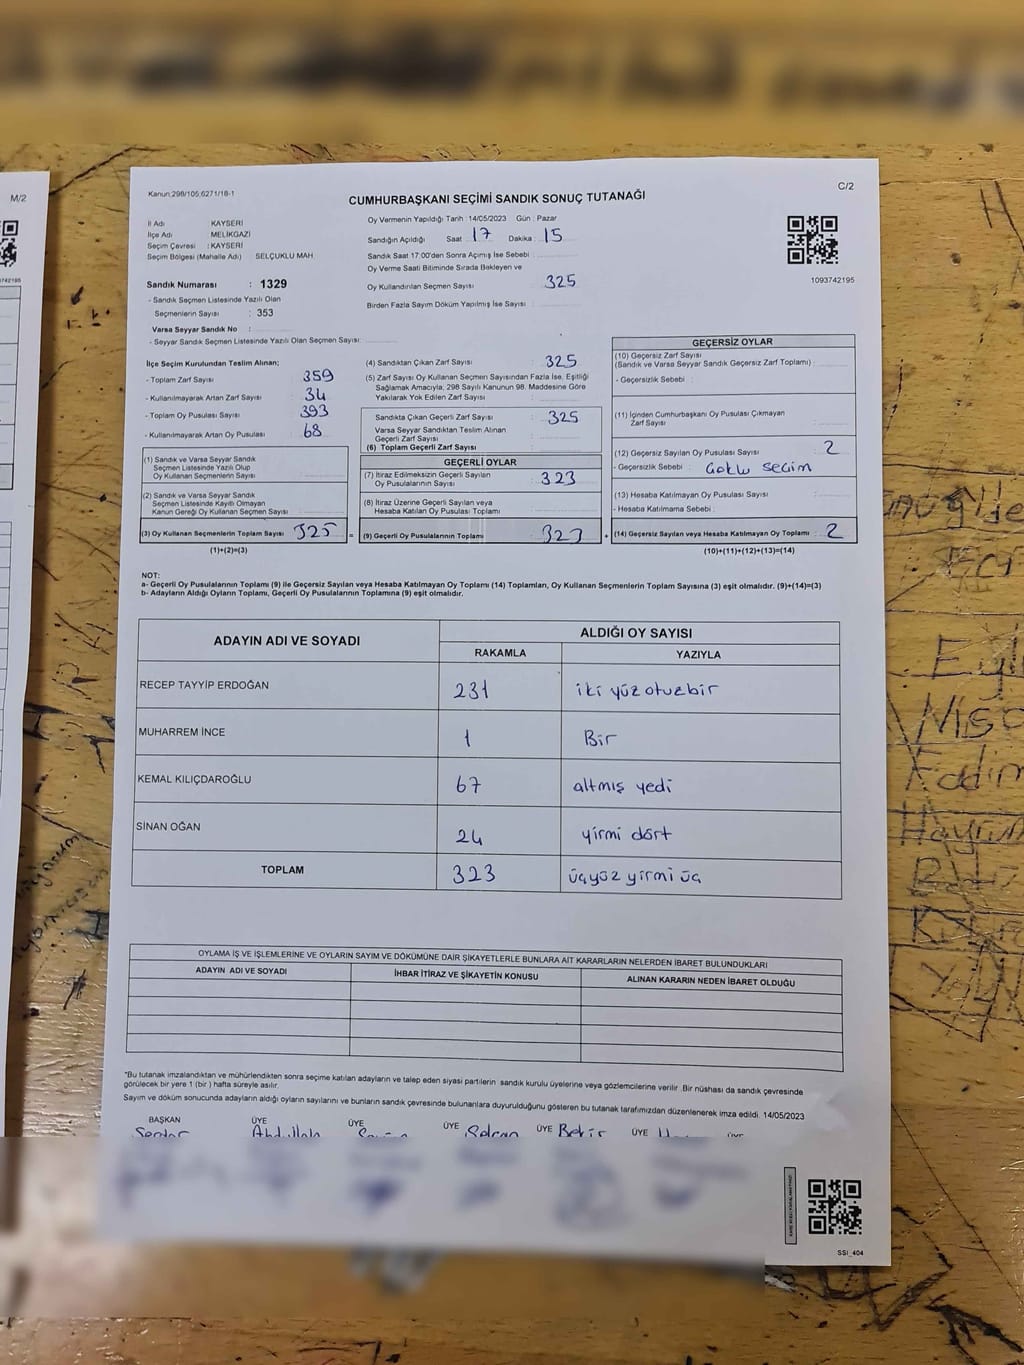 M/2
Kanun:298/105;6271/18-1
C/2
CUMHURBAŞKANI SEÇİMİ SANDIK SONUÇ TUTANAĞI
İl Adı KAYSERİ
İlçe Adı MELİKGAZİ
Seçim Çevresi : KAYSERİ
Seçim Bölgesi (Mahalle Adı) SELÇUKLU MAH.
Oy Vermenin Yapıldığı Tarih : 14/05/2023 Gün : Pazar
Sandığın Açıldığı Saat : 17 Dakika : 15
Sandık Saat 17:00'den Sonra Açımış İse Sebebi :
Oy Verme Saati Bitiminde Sırada Bekleyen ve
Oy Kullandırılan Seçmen Sayısı : 325
Birden Fazla Sayım Döküm Yapılmış İse Sayısı :
1093742195
Sandık Numarası : 1329
- Sandık Seçmen Listesinde Yazılı Olan
Seçmenlerin Sayısı : 353
Varsa Seyyar Sandık No :
- Seyyar Sandık Seçmen Listesinde Yazılı Olan Seçmen Sayısı:
İlçe Seçim Kurulundan Teslim Alınan;
- Toplam Zarf Sayısı : 359
- Kullanılmayarak Artan Zarf Sayısı : 34
- Toplam Oy Pusulası Sayısı : 393
- Kullanılmayarak Artan Oy Pusulası : 68
(1) Sandık ve Varsa Seyyar Sandık
Seçmen Listesinde Yazılı Olup
Oy Kullanan Seçmenlerin Sayısı :
(2) Sandık ve Varsa Seyyar Sandık
Seçmen Listesinde Kayıtlı Olmayan
Kanun Gereği Oy Kullanan Seçmen Sayısı :
(3) Oy Kullanan Seçmenlerin Toplam Sayısı : 325 =
(1)+(2)=(3)
(4) Sandıktan Çıkan Zarf Sayısı : 325
(5) Zarf Sayısı Oy Kullanan Seçmen Sayısından Fazla İse, Eşitliği
Sağlamak Amacıyla, 298 Sayılı Kanunun 98. Maddesine Göre
Yakılarak Yok Edilen Zarf Sayısı :
Sandıkta Çıkan Geçerli Zarf Sayısı : 325
Varsa Seyyar Sandıktan Teslim Alınan
Geçerli Zarf Sayısı :
(6) Toplam Geçerli Zarf Sayısı :
GEÇERLİ OYLAR
(7) İtiraz Edilmeksizin Geçerli Sayılan
Oy Pusulalarının Sayısı : 323
(8) İtiraz Üzerine Geçerli Sayılan veya
Hesaba Katılan Oy Pusulası Toplamı :
(9) Geçerli Oy Pusulalarının Toplamı : 323 +
GEÇERSİZ OYLAR
(10) Geçersiz Zarf Sayısı
(Sandık ve Varsa Seyyar Sandık Geçersiz Zarf Toplamı) :
- Geçersizlik Sebebi :
(11) İçinden Cumhurbaşkanı Oy Pusulası Çıkmayan
Zarf Sayısı :
(12) Geçersiz Sayılan Oy Pusulası Sayısı : 2
- Geçersizlik Sebebi : Çoklu seçim
(13) Hesaba Katılmayan Oy Pusulası Sayısı :
- Hesaba Katılmama Sebebi :
(14) Geçersiz Sayılan veya Hesaba Katılmayan Oy Toplamı : 2
(10)+(11)+(12)+(13)=(14)
NOT:
a- Geçerli Oy Pusulalarının Toplamı (9) ile Geçersiz Sayılan veya Hesaba Katılmayan Oy Toplamı (14) Toplamları, Oy Kullanan Seçmenlerin Toplam Sayısına (3) eşit olmalıdır. (9)+(14)=(3)
b- Adayların Aldığı Oyların Toplamı, Geçerli Oy Pusulalarının Toplamına (9) eşit olmalıdır.
ADAYIN ADI VE SOYADI ALDIĞI OY SAYISI
RAKAMLA YAZIYLA
RECEP TAYYİP ERDOĞAN 231 iki yüz otuzbir
MUHARREM İNCE 1 Bir
KEMAL KILIÇDAROĞLU 67 altmış yedi
SİNAN OĞAN 24 yirmi dört
TOPLAM 323 üçyüz yirmi üç
OYLAMA İŞ VE İŞLEMLERİNE VE OYLARIN SAYIM VE DÖKÜMÜNE DAİR ŞİKAYETLERLE BUNLARA AİT KARARLARIN NELERDEN İBARET BULUNDUKLARI
ADAYIN ADI VE SOYADI İHBAR İTİRAZ VE ŞİKAYETİN KONUSU ALINAN KARARIN NEDEN İBARET OLDUĞU
*Bu tutanak imzalandıktan ve mühürlendikten sonra seçime katılan adayların ve talep eden siyasi partilerin sandık kurulu üyelerine veya gözlemcilerine verilir. Bir nüshası da sandık çevresinde
görülecek bir yere 1 (bir ) hafta süreyle asılır.
Sayım ve döküm sonucunda adayların aldığı oyların sayılarını ve bunların sandık çevresinde bulunanlara duyurulduğunu gösteren bu tutanak tarafımızdan düzenlenerek imza edildi. 14/05/2023
BAŞKAN ÜYE ÜYE ÜYE ÜYE ÜYE ÜYE
Serdar Abdullah Selcan Bekir
SSI_404